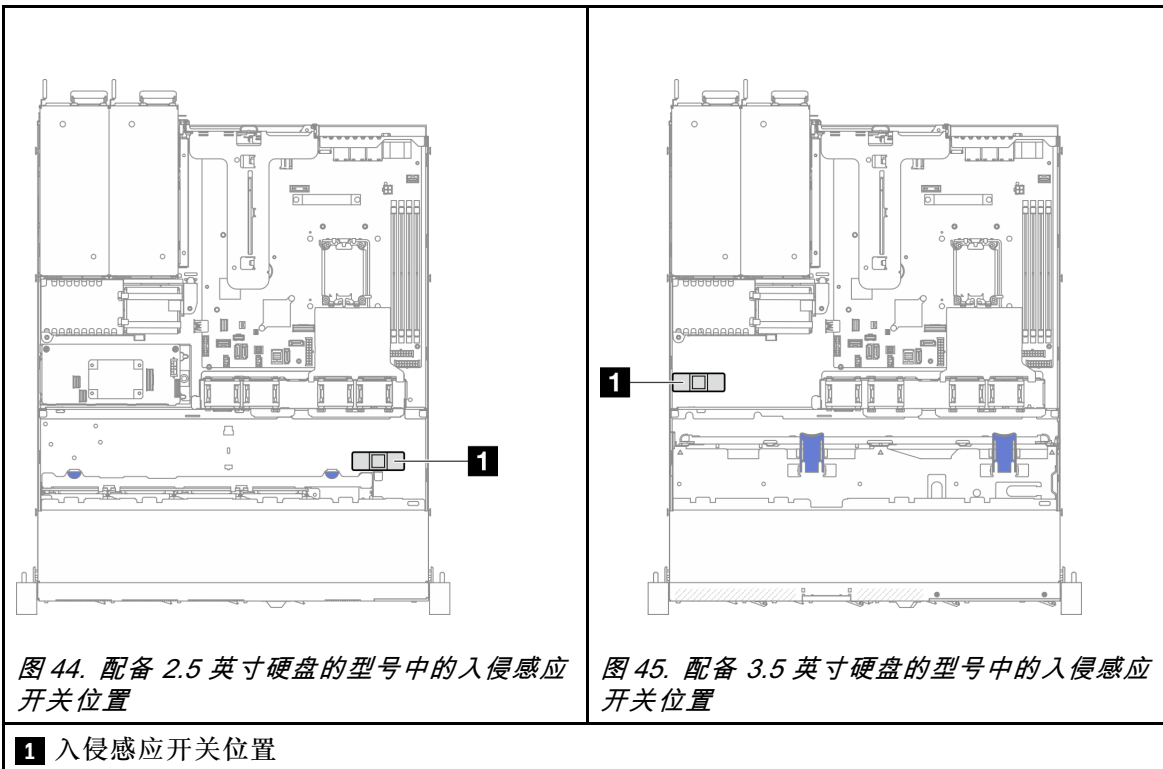 1
1
图 44. 配备 2.5 英寸硬盘的型号中的入侵感应
开关位置
图 45. 配备 3.5 英寸硬盘的型号中的入侵感应
开关位置
1 入侵感应开关位置